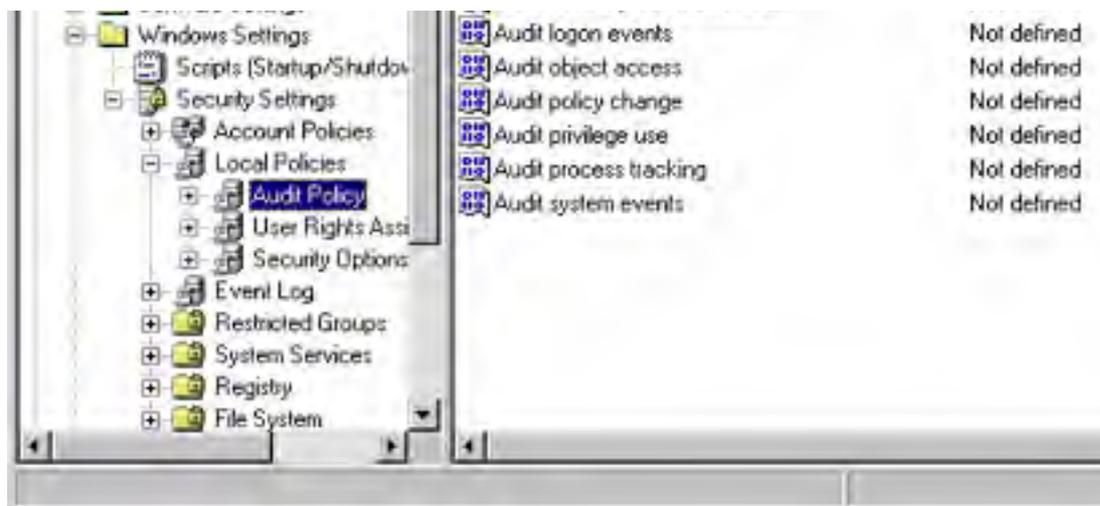 Windows Settings
Scripts (Startup/Shutdow
Security Settings
Account Policies
Local Policies
Audit Policy
User Rights Assi
Security Options
Event Log
Restricted Groups
System Services
Registry
File System
Audit logon events Not defined
Audit object access Not defined
Audit policy change Not defined
Audit privilege use Not defined
Audit process tracking Not defined
Audit system events Not defined